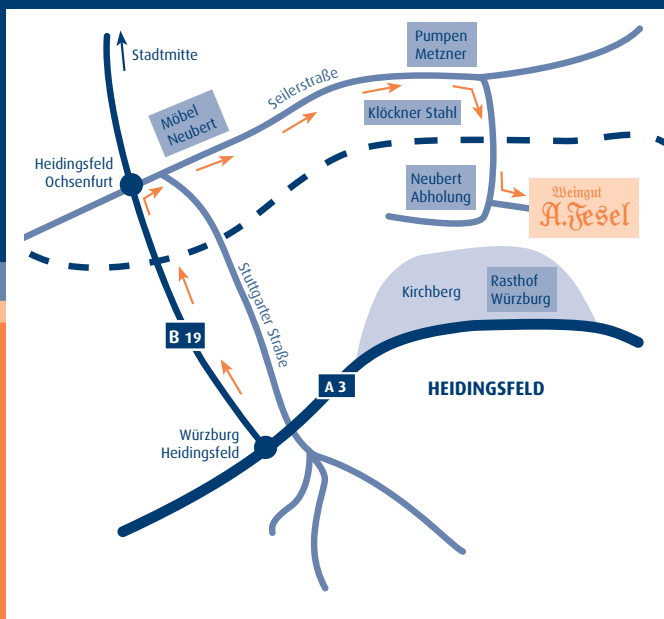 Stadtmitte
Pumpen
Metzner
Seilerstraße
Möbel
Neubert
Klöckner Stahl
Heidingsfeld
Ochsenfurt
Neubert
Abholung
Weingut
A.Fesel
Stuttgarter Straße
Kirchberg
Rasthof
Würzburg
B 19
A 3
HEIDINGSFELD
Würzburg
Heidingsfeld